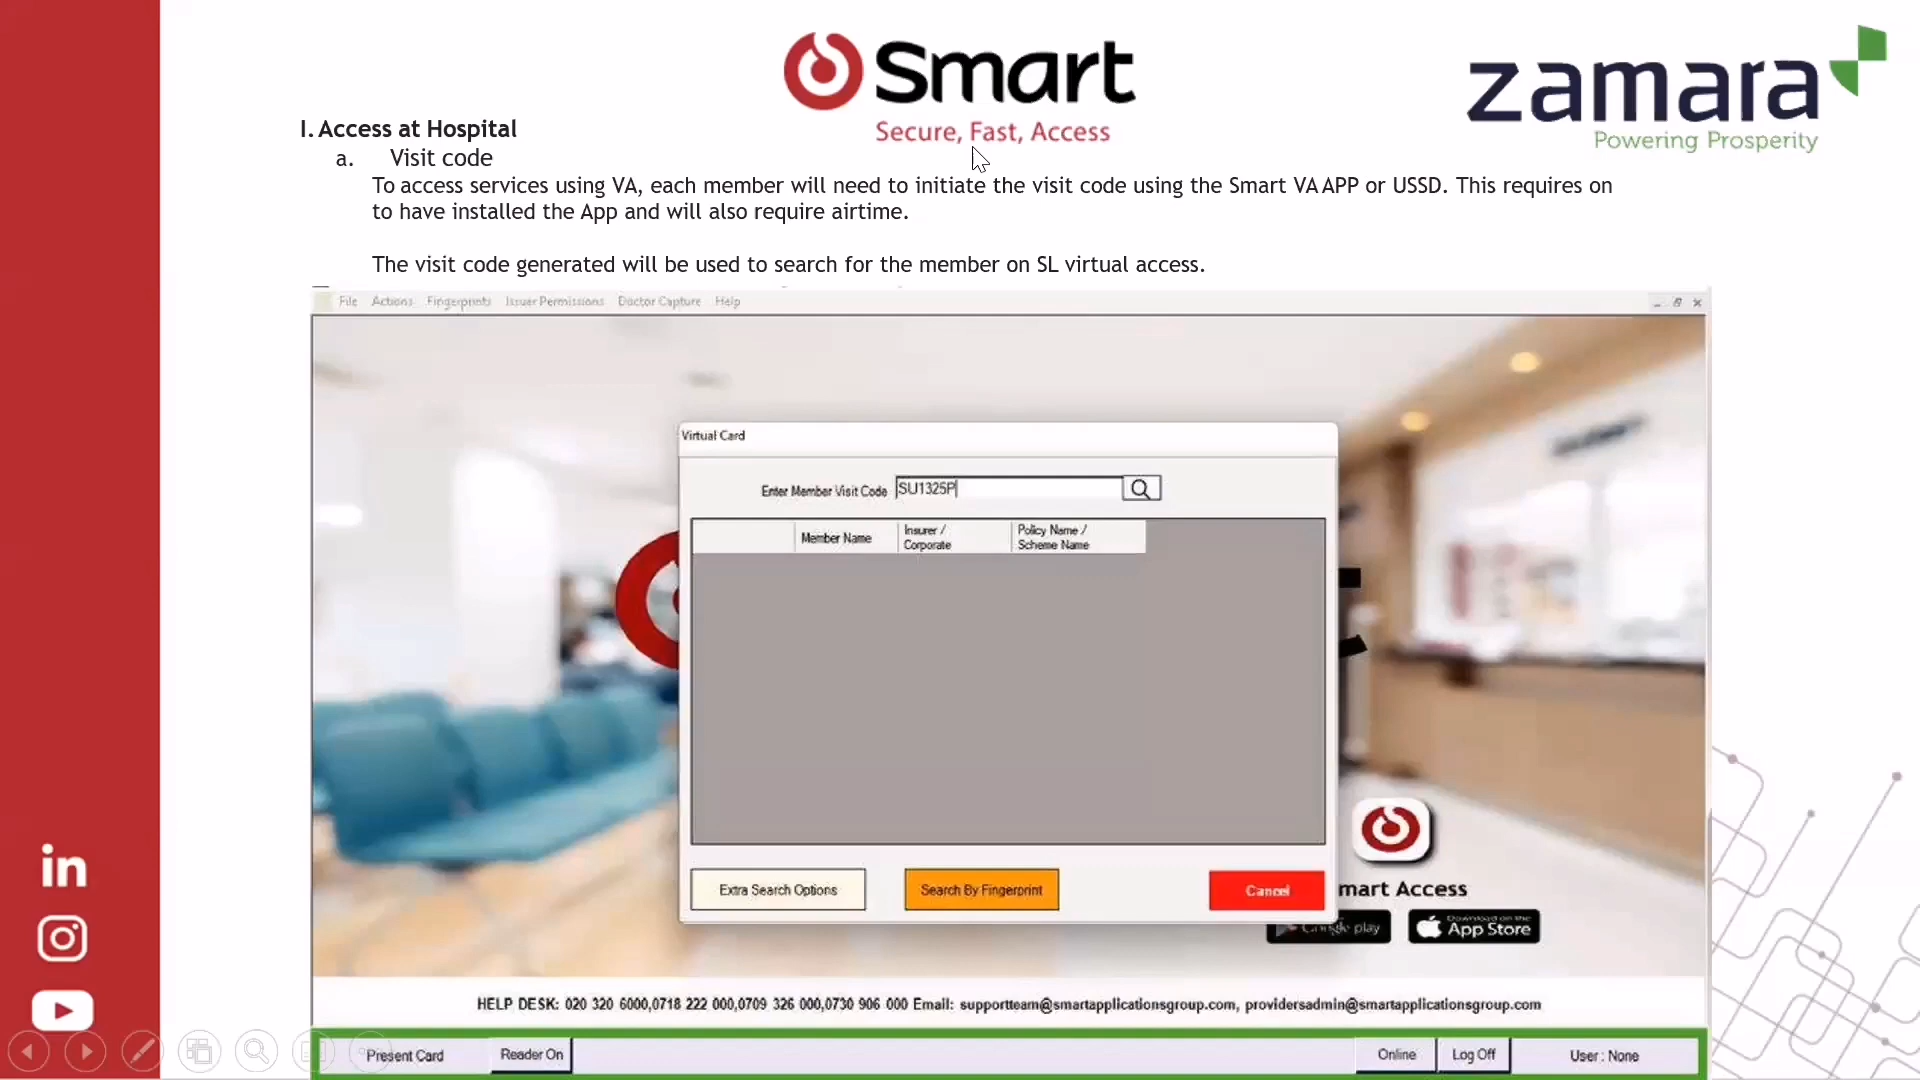 Smart
Secure, Fast, Access
zamara
Powering Prosperity
I. Access at Hospital
a. Visit code
To access services using VA, each member will need to initiate the visit code using the Smart VA APP or USSD. This requires on
to have installed the App and will also require airtime.
The visit code generated will be used to search for the member on SL virtual access.
File Actions Fingerprints Issuer Permissions Doctor Capture Help
Virtual Card
Enter Member Visit Code SU1325P
Member Name Insurer / Corporate Policy Name / Scheme Name
Extra Search Options Search By Fingerprint Cancel
mart Access
Google play Download on the App Store
HELP DESK: 020 320 6000,0718 222 000,0709 326 000,0730 906 000 Email: supportteam@smartapplicationsgroup.com, providersadmin@smartapplicationsgroup.com
Present Card Reader On Online Log Off User : None
in